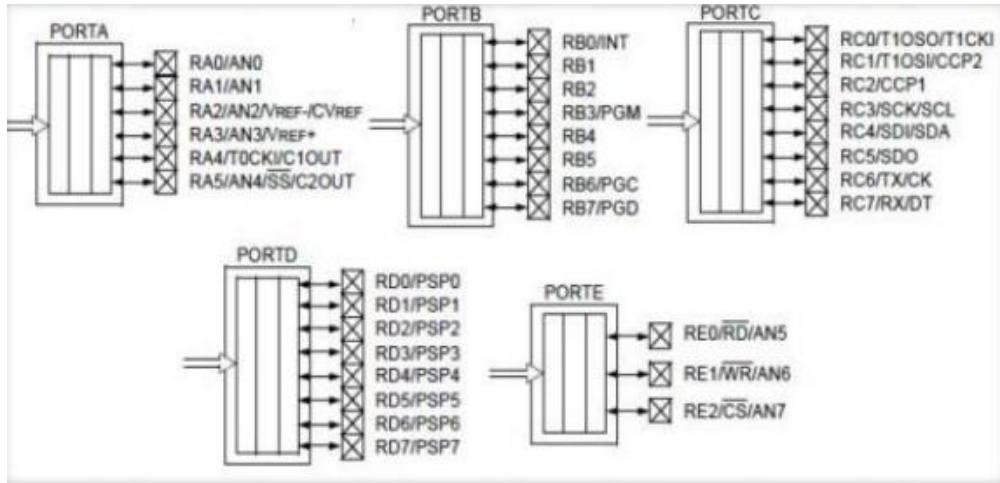 PORTA
RA0/AN0
RA1/AN1
RA2/AN2/VREF-/CVREF
RA3/AN3/VREF+
RA4/T0CKI/C1OUT
RA5/AN4/SS/C2OUT
PORTB
RB0/INT
RB1
RB2
RB3/PGM
RB4
RB5
RB6/PGC
RB7/PGD
PORTC
RC0/T1OSO/T1CKI
RC1/T1OSI/CCP2
RC2/CCP1
RC3/SCK/SCL
RC4/SDI/SDA
RC5/SDO
RC6/TX/CK
RC7/RX/DT
PORTD
RD0/PSP0
RD1/PSP1
RD2/PSP2
RD3/PSP3
RD4/PSP4
RD5/PSP5
RD6/PSP6
RD7/PSP7
PORTE
RE0/RD/AN5
RE1/WR/AN6
RE2/CS/AN7